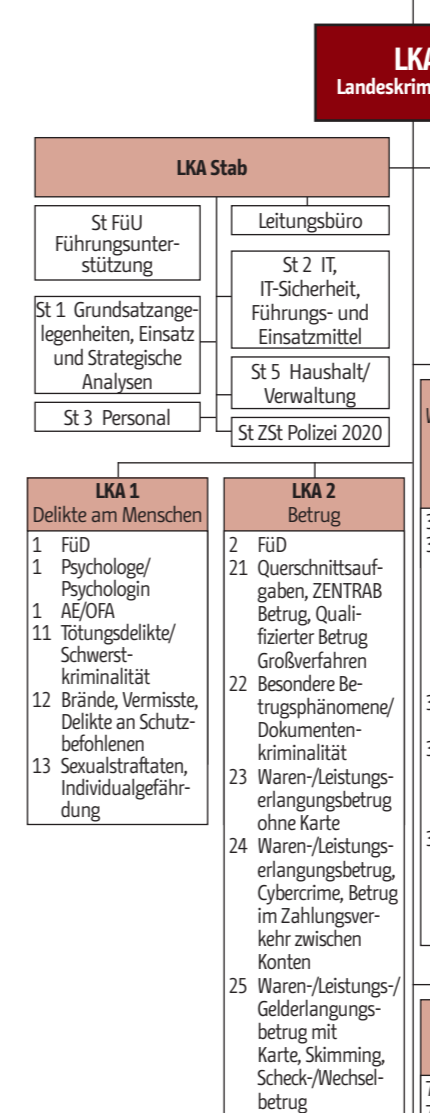 LKA
Landeskrim
LKA Stab
St FüU
Führungsunter-
stützung
Leitungsbüro
St 1 Grundsatzange-
legenheiten, Einsatz
und Strategische
Analysen
St 2 IT,
IT-Sicherheit,
Führungs- und
Einsatzmittel
St 3 Personal
St 5 Haushalt/
Verwaltung
St ZSt Polizei 2020
LKA 1
Delikte am Menschen
1 FüD
1 Psychologe/
Psychologin
1 AE/OFA
11 Tötungsdelikte/
Schwerst-
kriminalität
12 Brände, Vermisste,
Delikte an Schutz-
befohlenen
13 Sexualstraftaten,
Individualgefähr-
dung
LKA 2
Betrug
2 FüD
21 Querschnittsauf-
gaben, ZENTRAB
Betrug, Quali-
fizierter Betrug
Großverfahren
22 Besondere Be-
trugsphänomene/
Dokumenten-
kriminalität
23 Waren-/Leistungs-
erlangungsbetrug
ohne Karte
24 Waren-/Leistungs-
erlangungsbetrug,
Cybercrime, Betrug
im Zahlungsver-
kehr zwischen
Konten
25 Waren-/Leistungs-/
Gelderlangungs-
betrug mit
Karte, Skimming,
Scheck-/Wechsel-
betrug